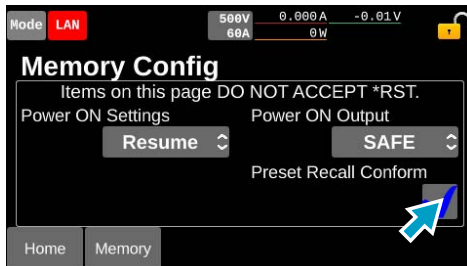 Mode LAN 500V 0.000A -0.01V
60A 0W
Memory Config
Items on this page DO NOT ACCEPT *RST.
Power ON Settings Power ON Output
Resume SAFE
Preset Recall Conform
Home Memory